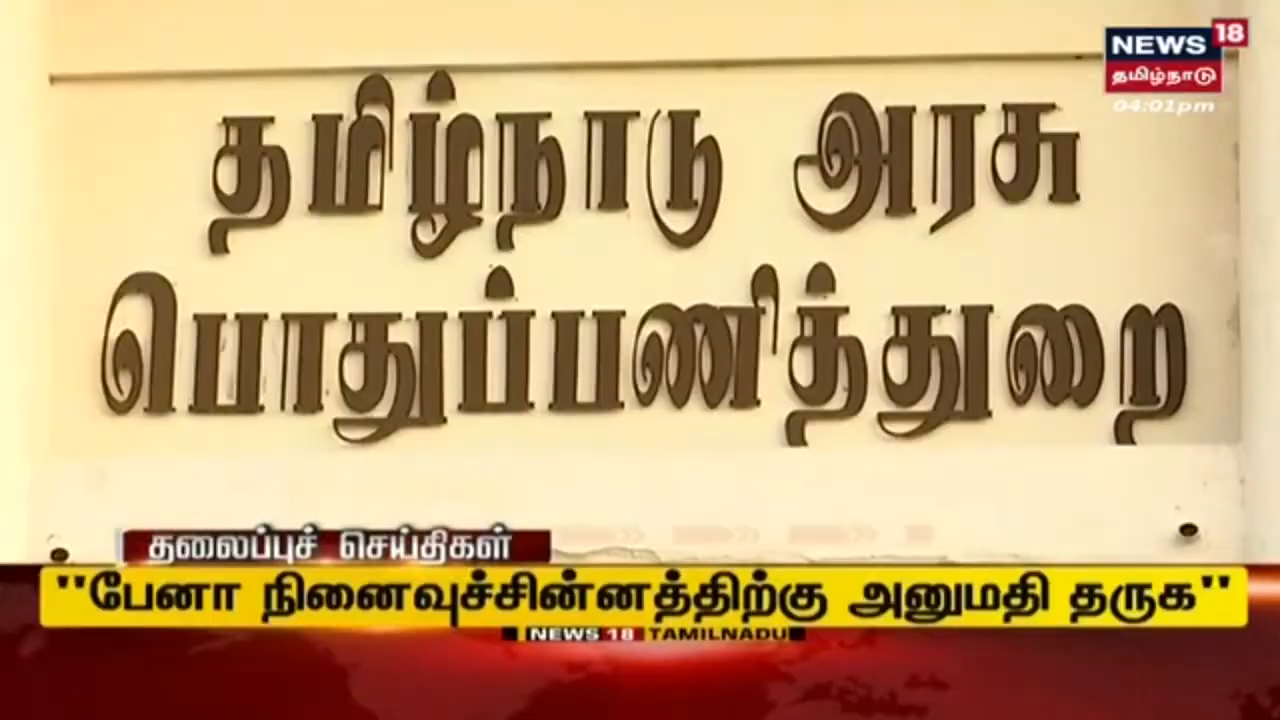 NEWS 18
தமிழ்நாடு
04:01pm
தமிழ்நாடு அரசு
பொதுப்பணித்துறை
தலைப்புச் செய்திகள்
"பேனா நினைவுச்சின்னத்திற்கு அனுமதி தருக"
NEWS 18 TAMILNADU